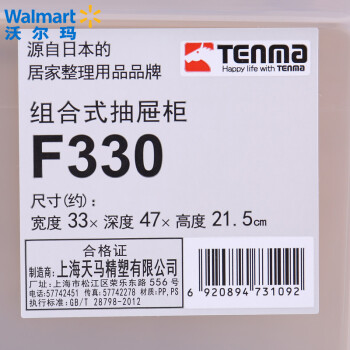 Walmart
沃尔玛
源自日本的
居家整理用品品牌
TENMA
Happy life with TENMA
组合式抽屉柜
F330
尺寸(约):
宽度 33× 深度 47× 高度 21.5cm
合格证
制造商: 上海天马精塑有限公司
厂址: 上海市松江区荣乐东路 556 号
电话:57742451 传真:57742278 材质:PP,PS
执行标准:GB/T 28798-2012
6 920894 731092